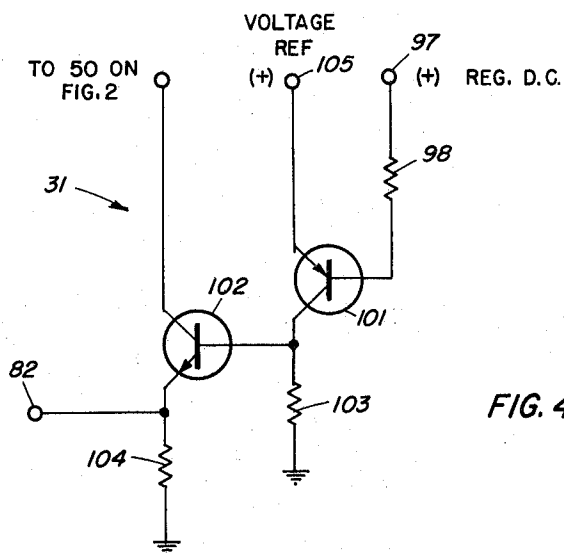 VOLTAGE
REF
TO 50 ON
FIG. 2
(+)
105
97
(+) REG. D.C.
98
31
102
101
82
103
FIG. 4
104